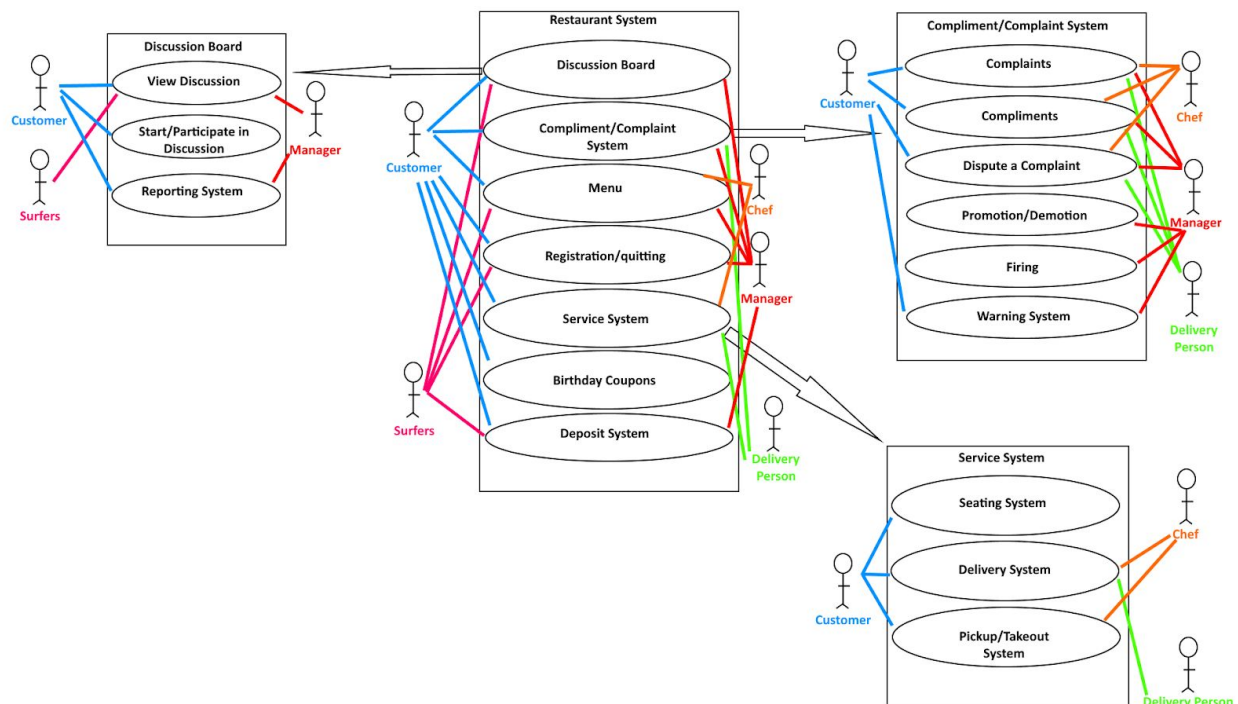 Discussion Board
View Discussion
Start/Participate in
Discussion
Reporting System
Customer
Surfers
Manager
Restaurant System
Discussion Board
Compliment/Complaint
System
Menu
Registration/quitting
Service System
Birthday Coupons
Deposit System
Customer
Surfers
Chef
Manager
Delivery
Person
Compliment/Complaint System
Complaints
Compliments
Dispute a Complaint
Promotion/Demotion
Firing
Warning System
Customer
Chef
Manager
Delivery
Person
Service System
Seating System
Delivery System
Pickup/Takeout
System
Customer
Chef
Delivery Person